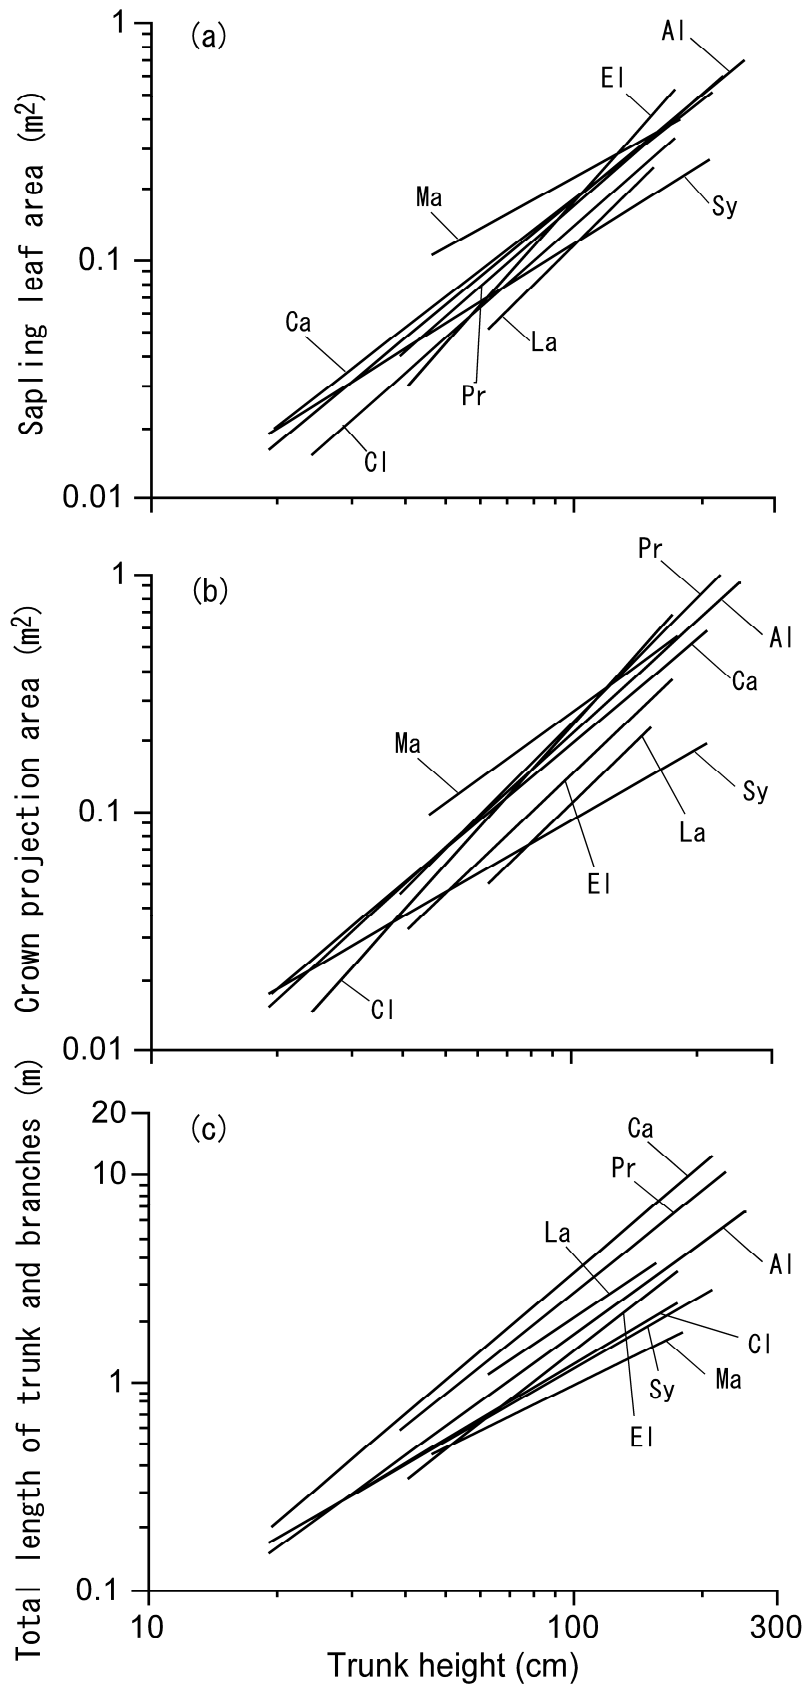 1
(a)
Al
El
Ma
Sy
0.1
Ca
La
Pr
Cl
0.01
Sapling leaf area (m2)
1
(b)
Pr
Al
Ca
Ma
Sy
0.1
La
El
Cl
0.01
Crown projection area (m2)
20
(c)
Ca
10
Pr
La
Al
5
Cl
1
Ma
Sy
El
0.1
Total length of trunk and branches (m)
10
100
300
Trunk height (cm)